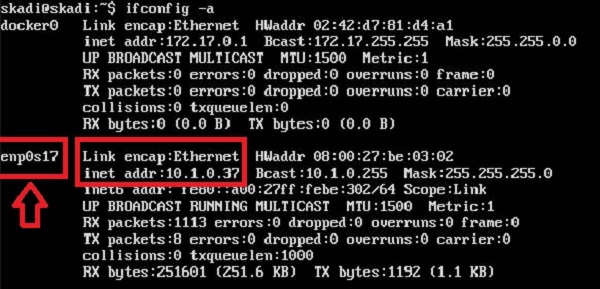 skadi@skadi:~$ ifconfig -a
docker0 Link encap:Ethernet HWaddr 02:42:d7:81:d4:a1
inet addr:172.17.0.1 Bcast:172.17.255.255 Mask:255.255.0.0
UP BROADCAST MULTICAST MTU:1500 Metric:1
RX packets:0 errors:0 dropped:0 overruns:0 frame:0
TX packets:0 errors:0 dropped:0 overruns:0 carrier:0
collisions:0 txqueuelen:0
RX bytes:0 (0.0 B) TX bytes:0 (0.0 B)
enp0s17 Link encap:Ethernet HWaddr 08:00:27:be:03:02
inet addr:10.1.0.37 Bcast:10.1.0.255 Mask:255.255.255.0
inet6 addr: fe80::a00:27ff:febe:302/64 Scope:Link
UP BROADCAST RUNNING MULTICAST MTU:1500 Metric:1
RX packets:1113 errors:0 dropped:0 overruns:0 frame:0
TX packets:8 errors:0 dropped:0 overruns:0 carrier:0
collisions:0 txqueuelen:1000
RX bytes:251601 (251.6 KB) TX bytes:1192 (1.1 KB)